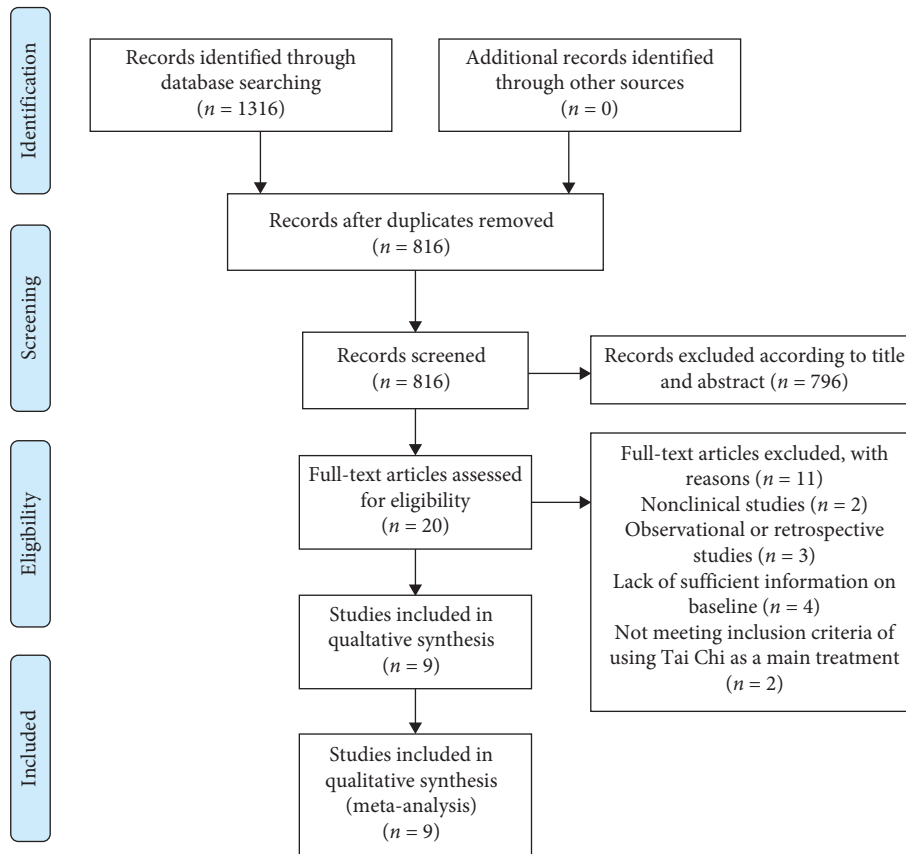 Identification
Records identified through
database searching
(n = 1316)
Additional records identified
through other sources
(n = 0)
Records after duplicates removed
(n = 816)
Screening
Records screened
(n = 816)
Records excluded according to title
and abstract (n = 796)
Eligibility
Full-text articles assessed
for eligibility
(n = 20)
Full-text articles excluded, with
reasons (n = 11)
Nonclinical studies (n = 2)
Observational or retrospective
studies (n = 3)
Lack of sufficient information on
baseline (n = 4)
Not meeting inclusion criteria of
using Tai Chi as a main treatment
(n = 2)
Studies included in
qualtative synthesis
(n = 9)
Included
Studies included in
qualitative synthesis
(meta-analysis)
(n = 9)